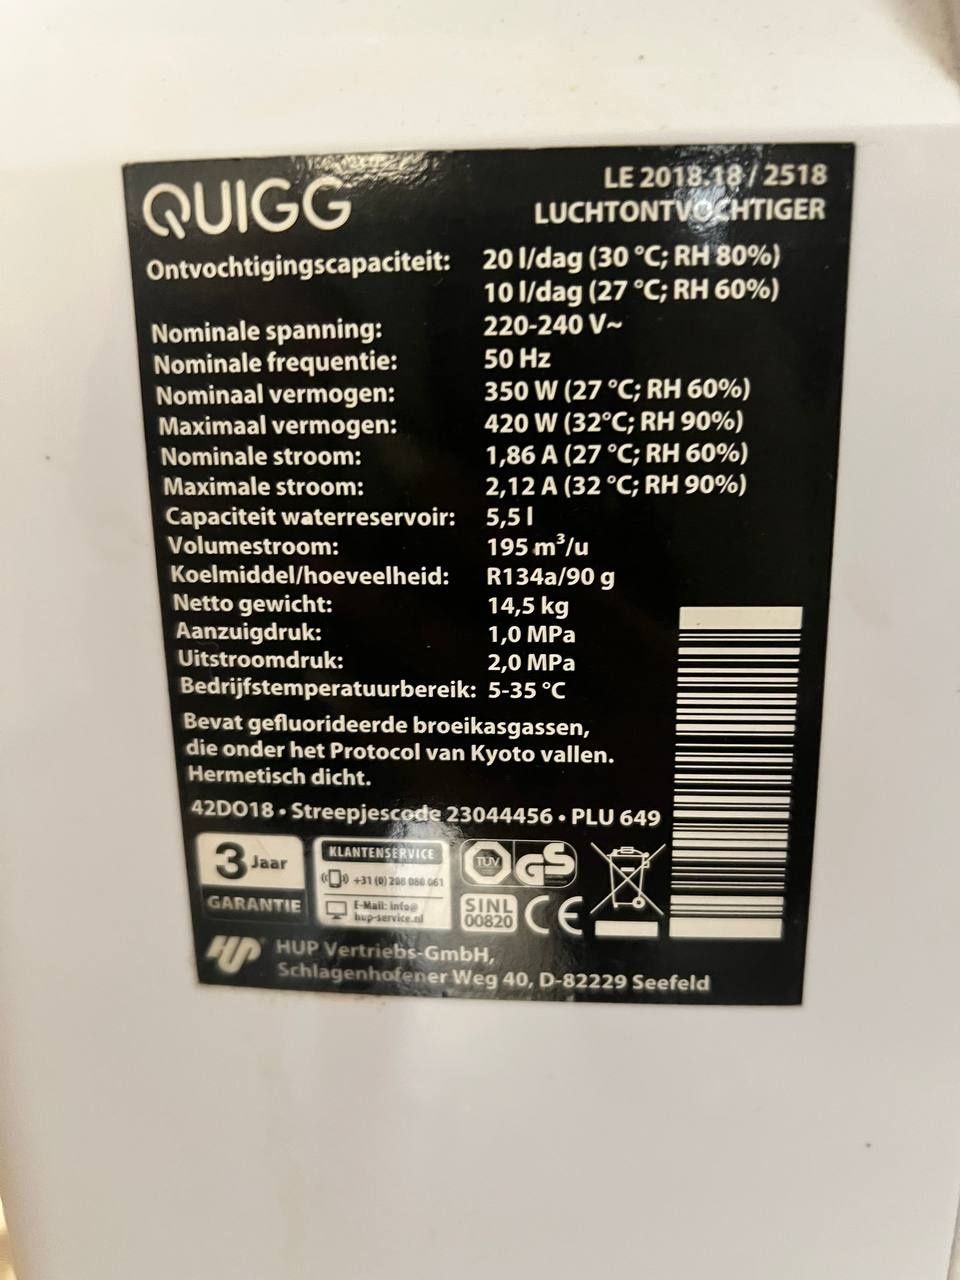 QUIGG
LE 2018.18 / 2518
LUCHTONTVOCHTIGER
Ontvochtigingscapaciteit: 20 l/dag (30 °C; RH 80%)
10 l/dag (27 °C; RH 60%)
Nominale spanning: 220-240 V~
Nominale frequentie: 50 Hz
Nominaal vermogen: 350 W (27 °C; RH 60%)
Maximaal vermogen: 420 W (32°C; RH 90%)
Nominale stroom: 1,86 A (27 °C; RH 60%)
Maximale stroom: 2,12 A (32 °C; RH 90%)
Capaciteit waterreservoir: 5,5 l
Volumestroom: 195 m³/u
Koelmiddel/hoeveelheid: R134a/90 g
Netto gewicht: 14,5 kg
Aanzuigdruk: 1,0 MPa
Uitstroomdruk: 2,0 MPa
Bedrijfstemperatuurbereik: 5-35 °C
Bevat gefluorideerde broeikasgassen,
die onder het Protocol van Kyoto vallen.
Hermetisch dicht.
42DO18 • Streepjescode 23044456 • PLU 649
3 Jaar
GARANTIE
KLANTENSERVICE
+31 (0) 208 080 061
E-Mail: info@
hup-service.nl
TÜV GS
SINL
00820
CE
HUP HUP Vertriebs-GmbH,
Schlagenhofener Weg 40, D-82229 Seefeld